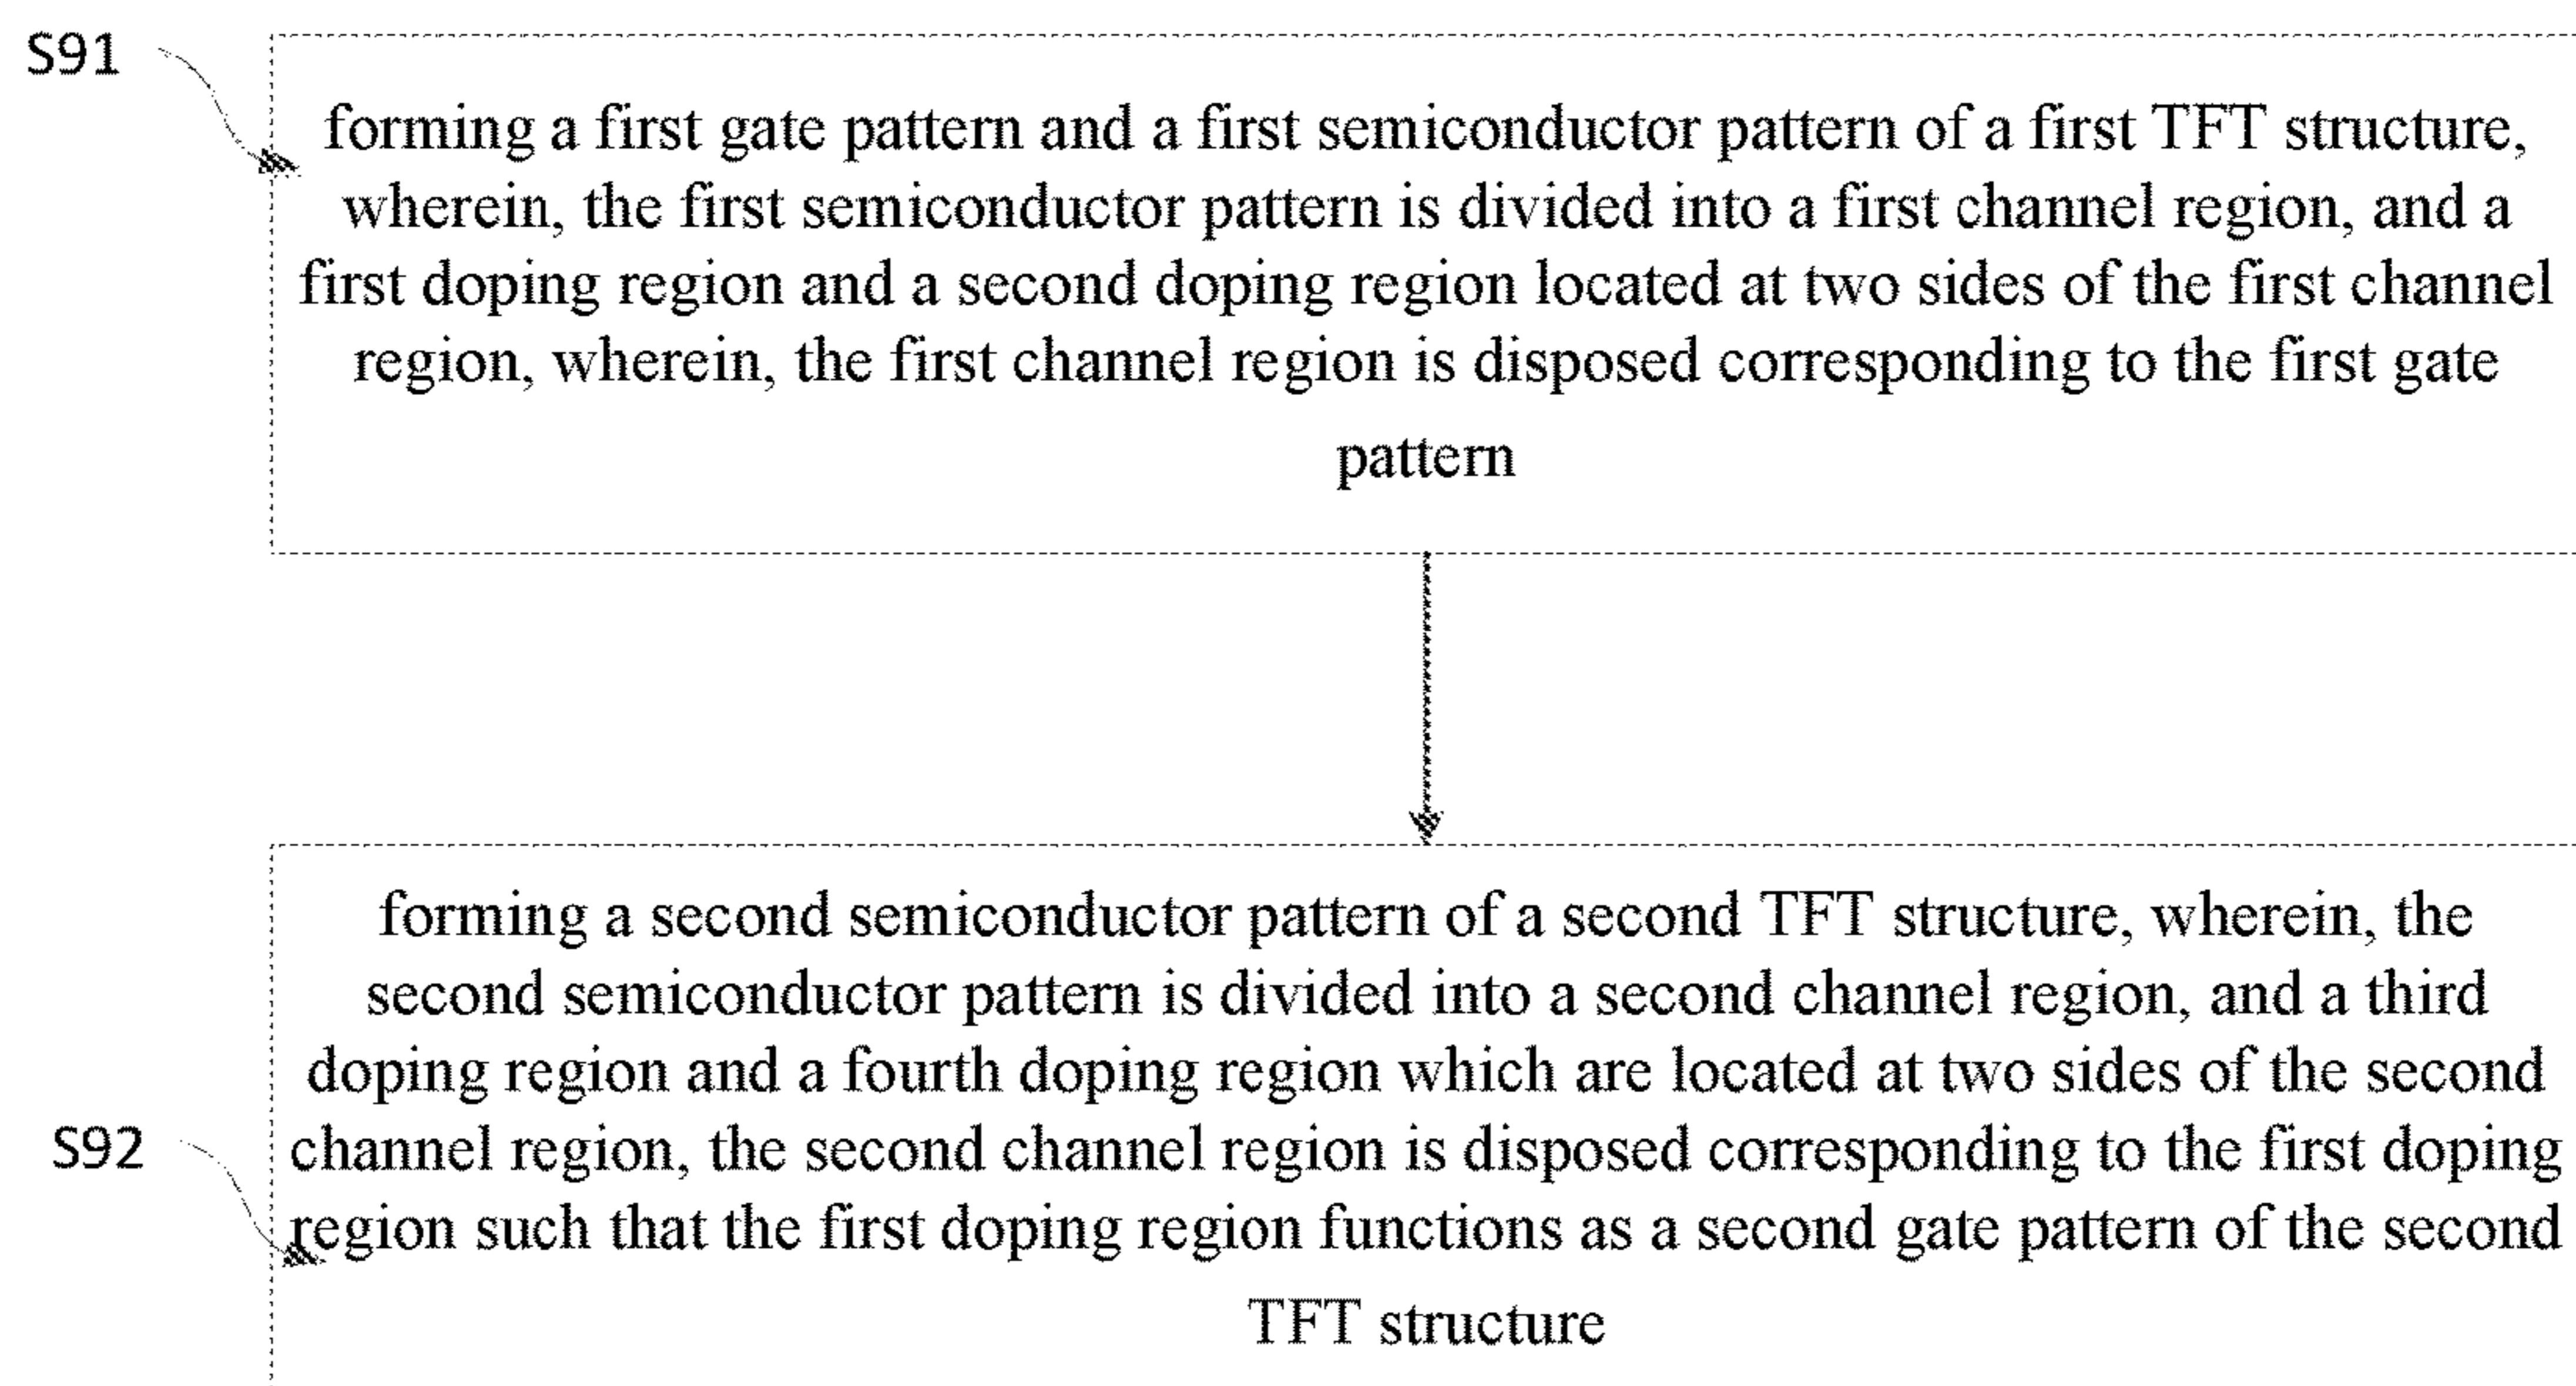 S91
forming a first gate pattern and a first semiconductor pattern of a first TFT structure,
wherein, the first semiconductor pattern is divided into a first channel region, and a
first doping region and a second doping region located at two sides of the first channel
region, wherein, the first channel region is disposed corresponding to the first gate
pattern
forming a second semiconductor pattern of a second TFT structure, wherein, the
second semiconductor pattern is divided into a second channel region, and a third
doping region and a fourth doping region which are located at two sides of the second
S92
channel region, the second channel region is disposed corresponding to the first doping
region such that the first doping region functions as a second gate pattern of the second
TFT structure